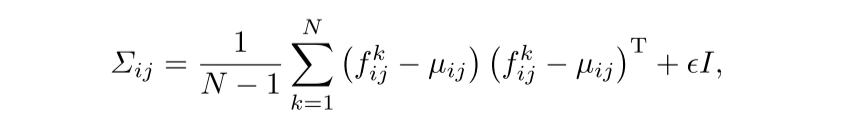 Σ_{ij} = \frac{1}{N-1} \sum_{k=1}^{N} (f_{ij}^{k} − μ_{ij}) (f_{ij}^{k} − μ_{ij})^{T} + ϵI,